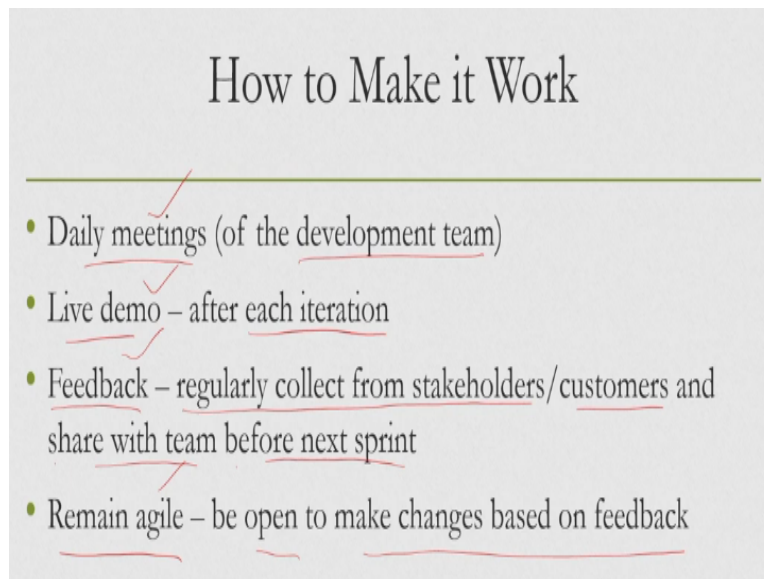 How to Make it Work
• Daily meetings (of the development team)
• Live demo – after each iteration
• Feedback – regularly collect from stakeholders/customers and
share with team before next sprint
• Remain agile – be open to make changes based on feedback